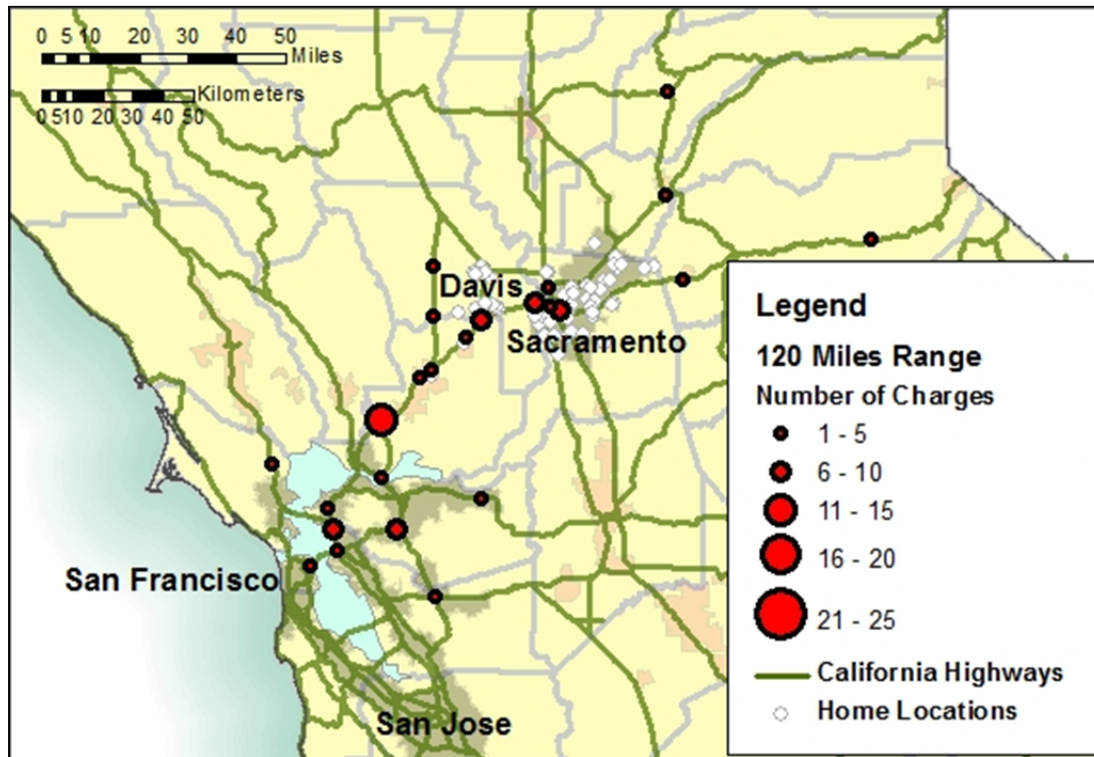 0 5 10 20 30 40 50
Miles
Kilometers
0 510 20 30 40 50
Davis
Sacramento
San Francisco
San Jose
Legend
120 Miles Range
Number of Charges
1 - 5
6 - 10
11 - 15
16 - 20
21 - 25
California Highways
Home Locations